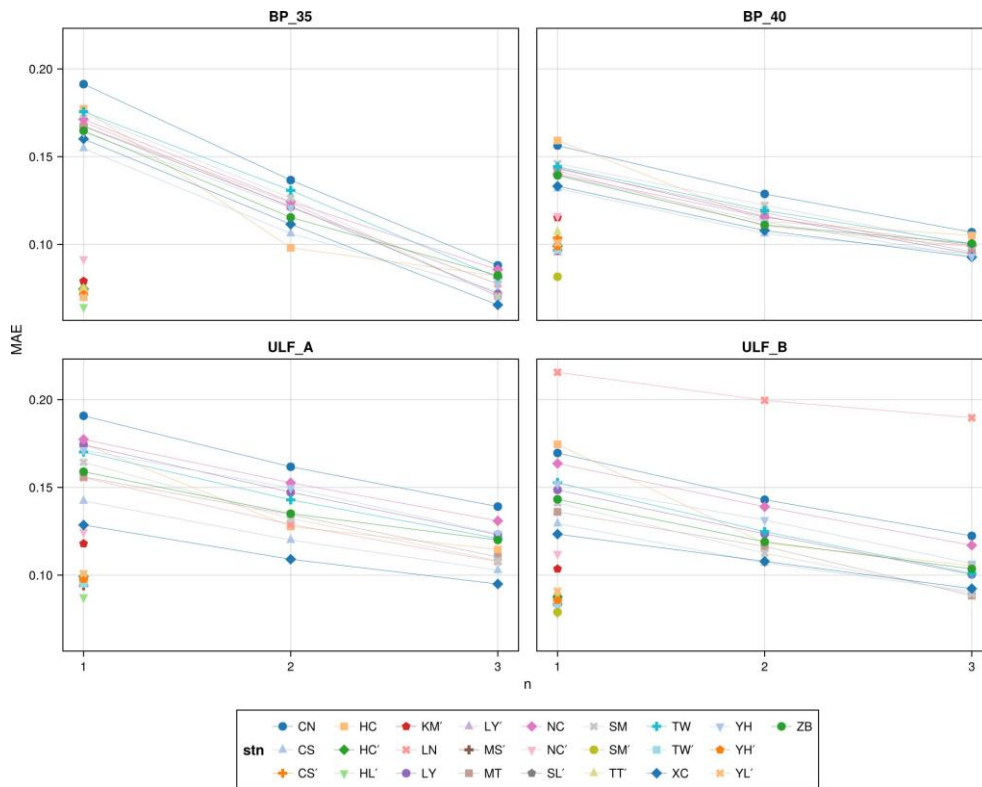 BP_35 BP_40
0.20
0.15
0.10
MAE
ULF_A ULF_B
0.20
0.15
0.10
1 2 3 1 2 3
n
stn
CN HC KM′ LY′ NC SM TW YH ZB
CS HC′ LN MS′ NC′ SM′ TW′ YH′
CS′ HL′ LY MT SL′ TT′ XC YL′